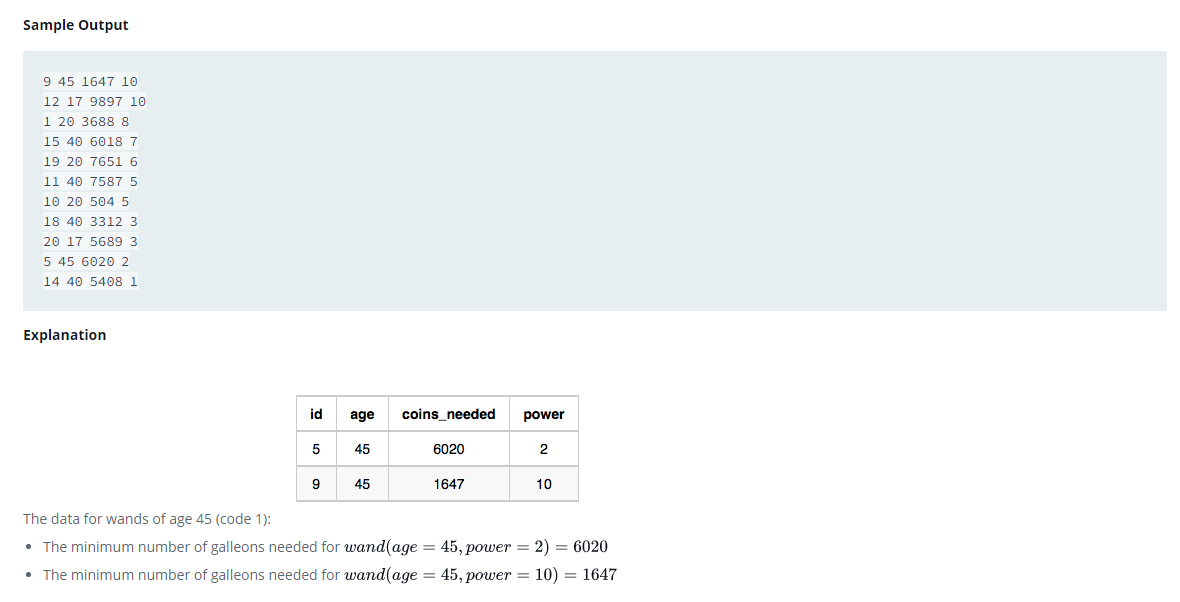 Sample Output
9 45 1647 10
12 17 9897 10
1 20 3688 8
15 40 6018 7
19 20 7651 6
11 40 7587 5
10 20 504 5
18 40 3312 3
20 17 5689 3
5 45 6020 2
14 40 5408 1
Explanation
id age coins_needed power
5 45 6020 2
9 45 1647 10
The data for wands of age 45 (code 1):
• The minimum number of galleons needed for wand(age = 45, power = 2) = 6020
• The minimum number of galleons needed for wand(age = 45, power = 10) = 1647